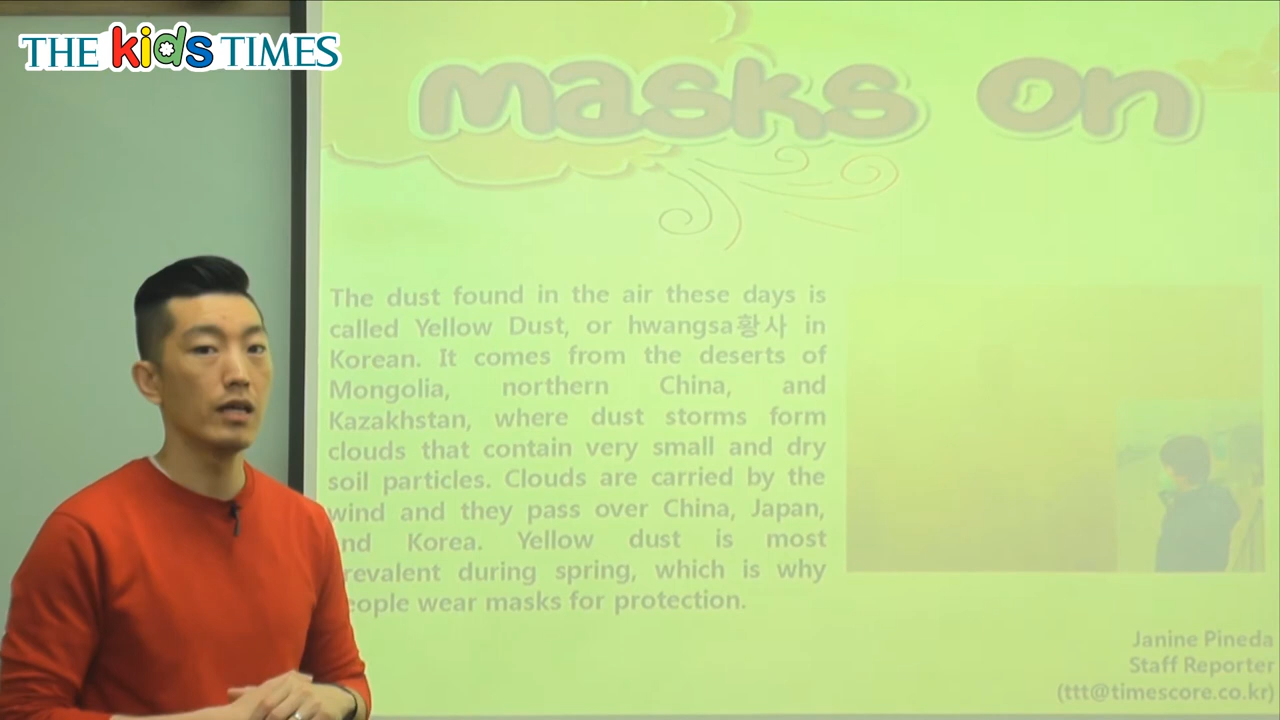 THE kids TIMES
masks on
The dust found in the air these days is
called Yellow Dust, or hwangsa황사 in
Korean. It comes from the deserts of
Mongolia, northern China, and
Kazakhstan, where dust storms form
clouds that contain very small and dry
soil particles. Clouds are carried by the
wind and they pass over China, Japan,
nd Korea. Yellow dust is most
revalent during spring, which is why
eople wear masks for protection.
Janine Pineda
Staff Reporter
(ttt@timescore.co.kr)